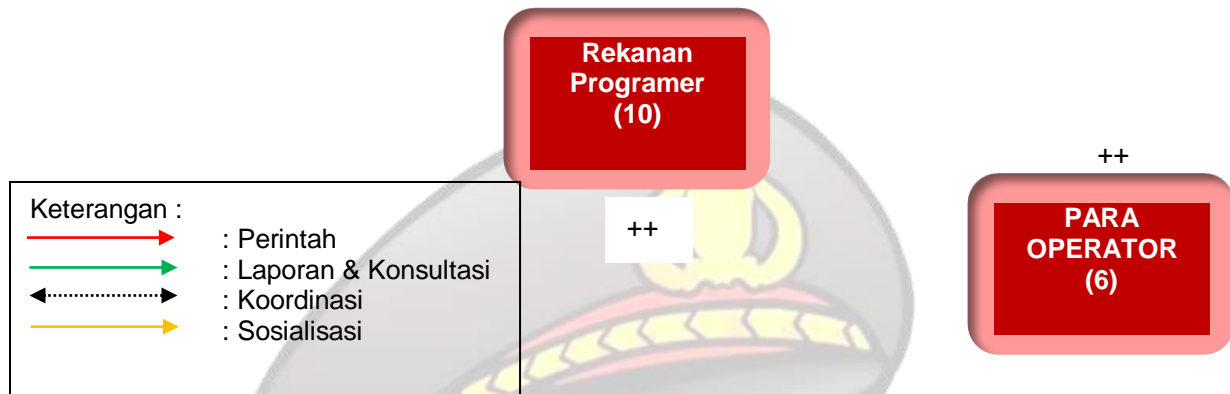 Rekanan
Programer
(10)
++
Keterangan :
: Perintah
: Laporan & Konsultasi
: Koordinasi
: Sosialisasi
++
PARA
OPERATOR
(6)